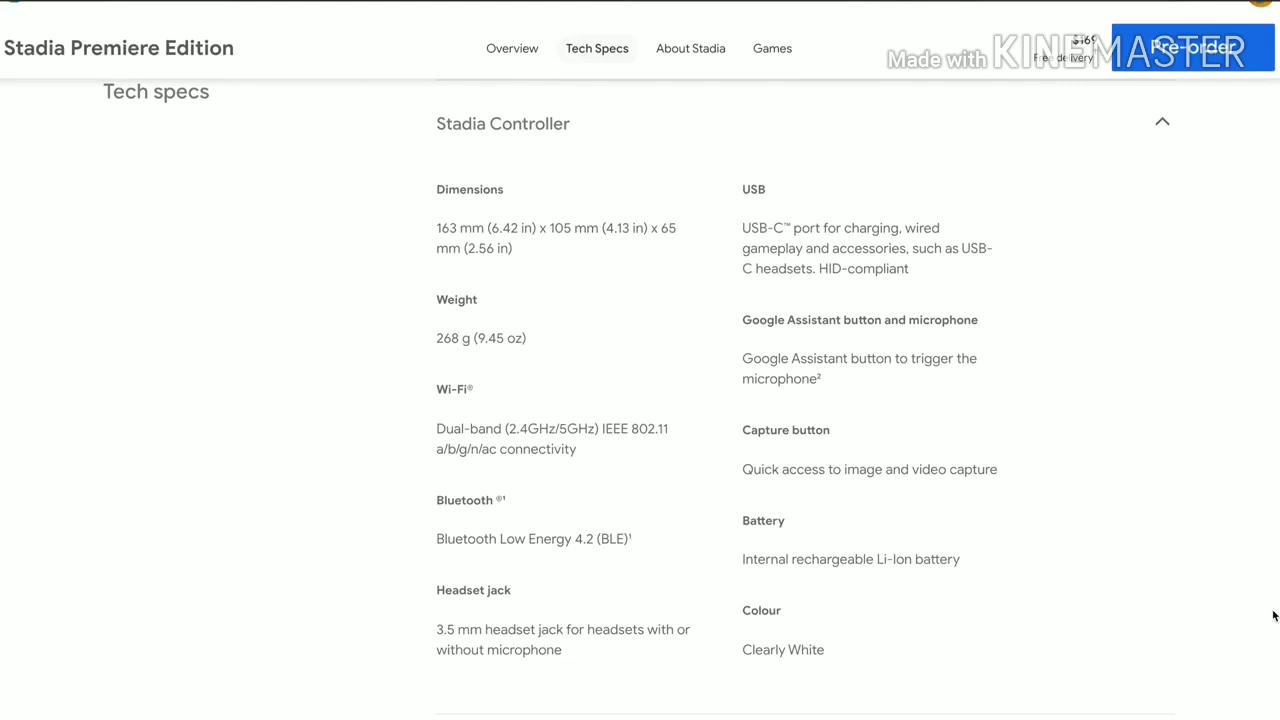 Stadia Premiere Edition
Overview
Tech Specs
About Stadia
Games
$169
Free delivery
Pre-order
Made with KINEMASTER
Tech specs
Stadia Controller
Dimensions
163 mm (6.42 in) x 105 mm (4.13 in) x 65
mm (2.56 in)
Weight
268 g (9.45 oz)
Wi-Fi®
Dual-band (2.4GHz/5GHz) IEEE 802.11
a/b/g/n/ac connectivity
Bluetooth ®¹
Bluetooth Low Energy 4.2 (BLE)¹
Headset jack
3.5 mm headset jack for headsets with or
without microphone
USB
USB-C™ port for charging, wired
gameplay and accessories, such as USB-
C headsets. HID-compliant
Google Assistant button and microphone
Google Assistant button to trigger the
microphone²
Capture button
Quick access to image and video capture
Battery
Internal rechargeable Li-Ion battery
Colour
Clearly White